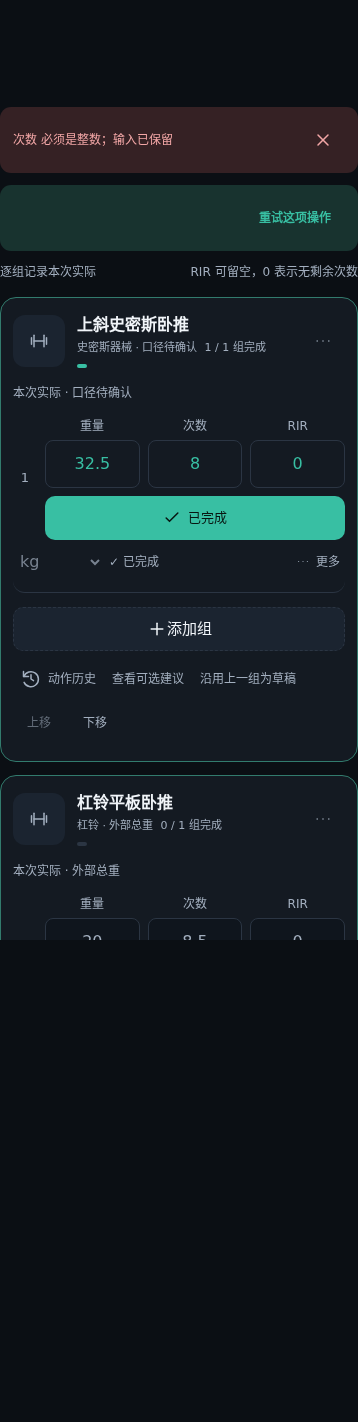 次数 必须是整数；输入已保留
重试这项操作
逐组记录本次实际 RIR 可留空，0 表示无剩余次数
上斜史密斯卧推
史密斯器械 · 口径待确认 1 / 1 组完成
本次实际 · 口径待确认
重量 次数 RIR
1 32.5 8 0
已完成
kg ✓ 已完成 ··· 更多
添加组
动作历史 查看可选建议 沿用上一组为草稿
上移 下移
杠铃平板卧推
杠铃 · 外部总重 0 / 1 组完成
本次实际 · 外部总重
重量 次数 RIR
20 8.5 0